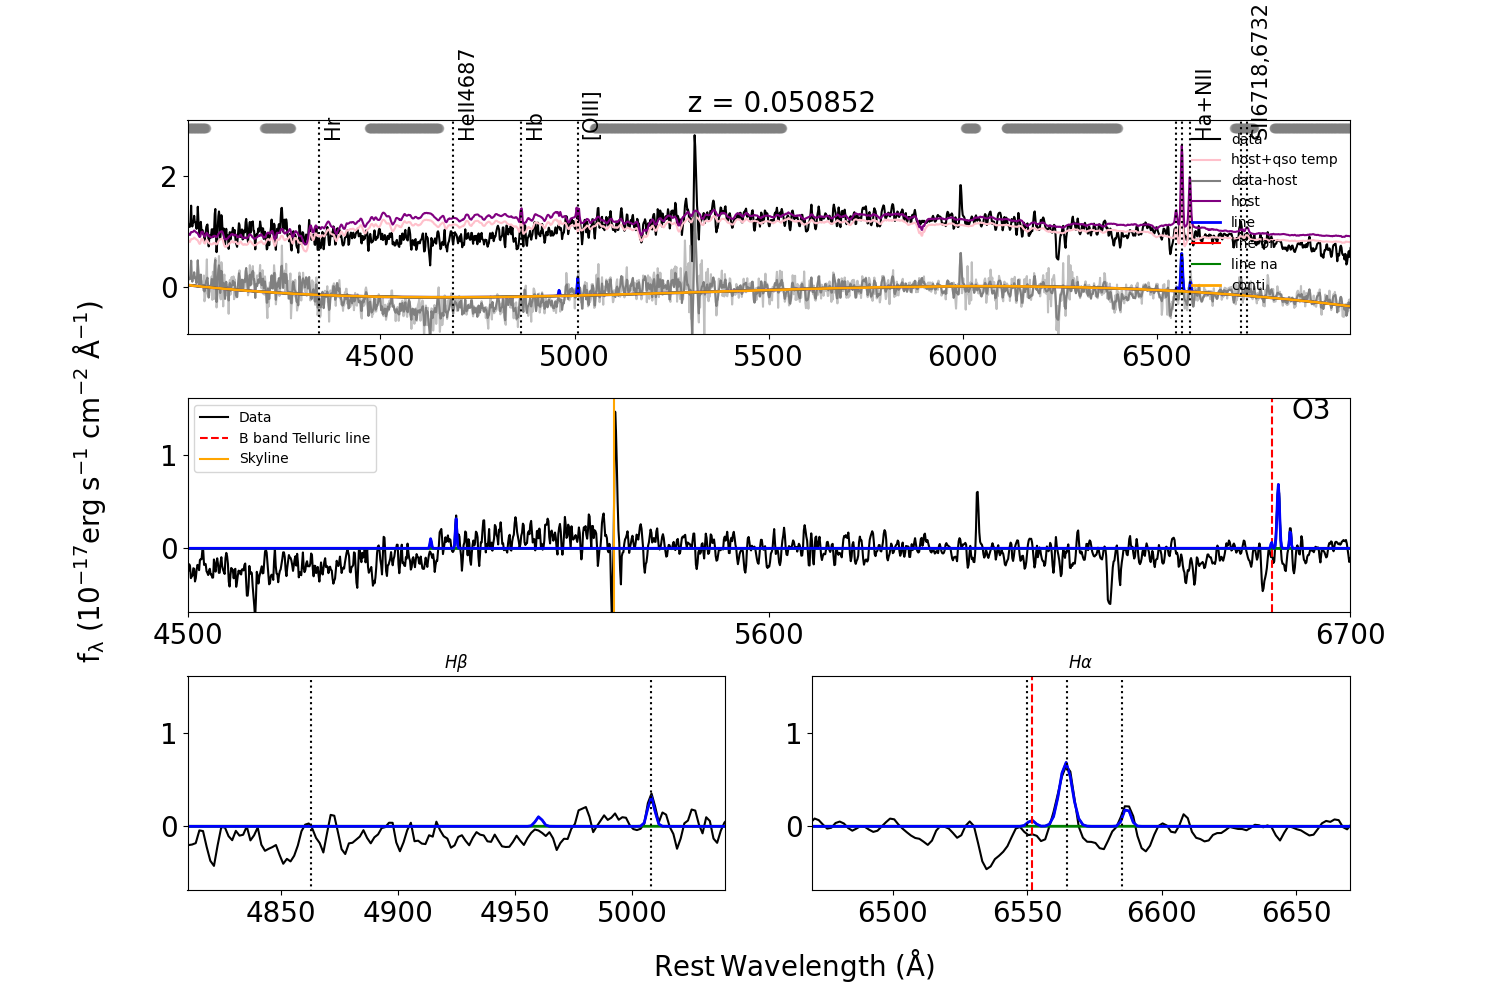 z = 0.050852
Hr
HeII4687
Hb
[OIII]
Ha+NII
SII6718,6732
data
host+qso temp
data-host
host
line
line br
line na
conti
2
0
4500
5000
5500
6000
6500
Data
B band Telluric line
Skyline
O3
1
0
4500
5600
6700
Hβ
1
0
4850
4900
4950
5000
Hα
1
0
6500
6550
6600
6650
fλ (10⁻¹⁷erg s⁻¹ cm⁻² Å⁻¹)
Rest Wavelength (Å)